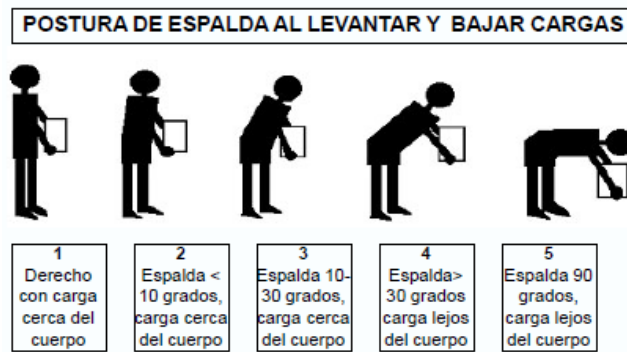 POSTURA DE ESPALDA AL LEVANTAR Y BAJAR CARGAS
1
Derecho
con carga
cerca del
cuerpo
2
Espalda <
10 grados,
carga cerca
del cuerpo
3
Espalda 10-
30 grados,
carga cerca
del cuerpo
4
Espalda>
30 grados
carga lejos
del cuerpo
5
Espalda 90
grados,
carga lejos
del cuerpo